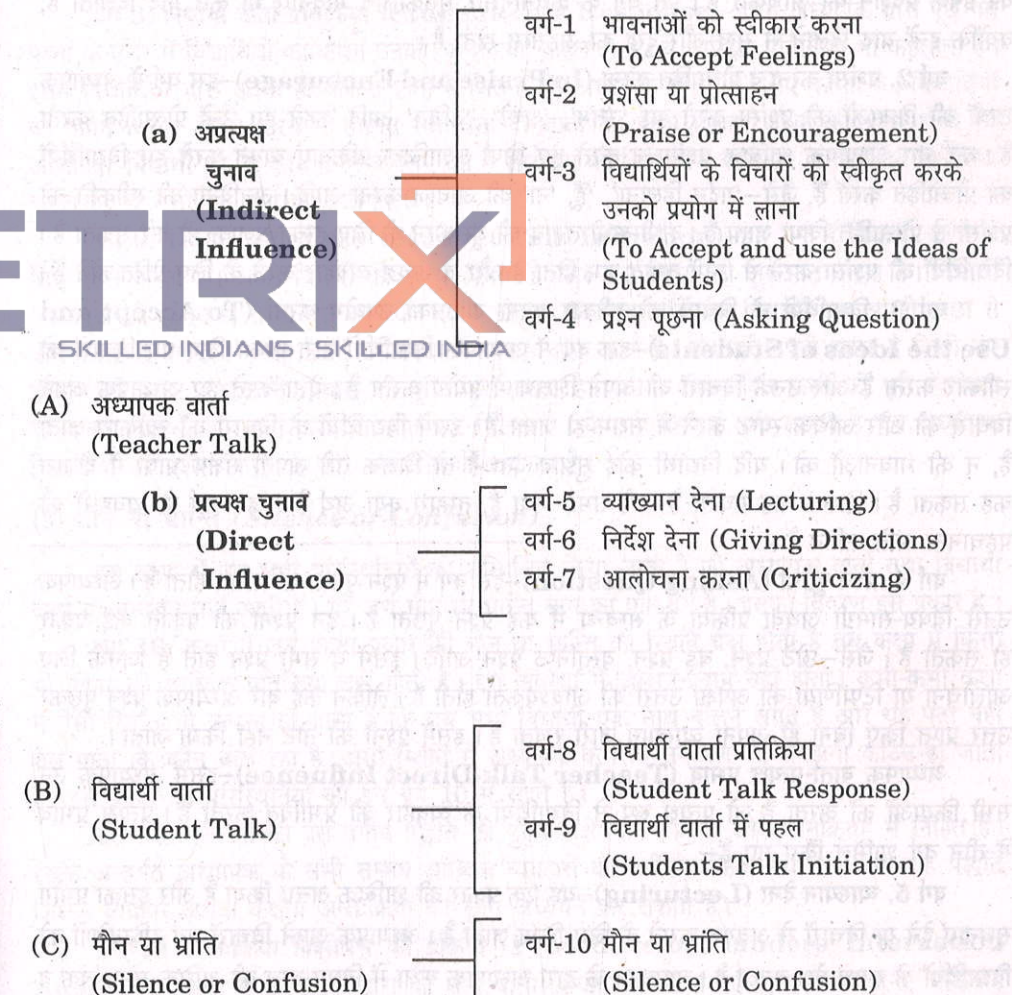 वर्ग-1 भावनाओं को स्वीकार करना
(To Accept Feelings)
वर्ग-2 प्रशंसा या प्रोत्साहन
(Praise or Encouragement)
(a) अप्रत्यक्ष
चुनाव
(Indirect
Influence)
वर्ग-3 विद्यार्थियों के विचारों को स्वीकृत करके
उनको प्रयोग में लाना
(To Accept and use the Ideas of
Students)
वर्ग-4 प्रश्न पूछना (Asking Question)
SKILLED INDIANS, SKILLED INDIA
(A) अध्यापक वार्ता
(Teacher Talk)
(b) प्रत्यक्ष चुनाव
(Direct
Influence)
वर्ग-5 व्याख्यान देना (Lecturing)
वर्ग-6 निर्देश देना (Giving Directions)
वर्ग-7 आलोचना करना (Criticizing)
(B) विद्यार्थी वार्ता
(Student Talk)
वर्ग-8 विद्यार्थी वार्ता प्रतिक्रिया
(Student Talk Response)
वर्ग-9 विद्यार्थी वार्ता में पहल
(Students Talk Initiation)
(C) मौन या भ्रांति
(Silence or Confusion)
वर्ग-10 मौन या भ्रांति
(Silence or Confusion)